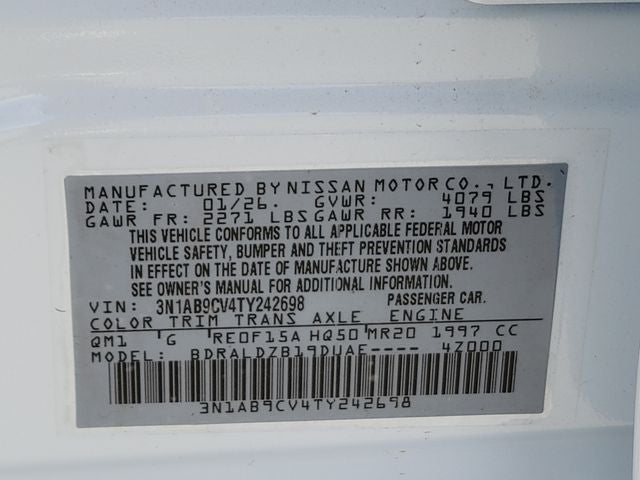 MANUFACTURED BY NISSAN MOTOR CO., LTD.
DATE: 01/26. GVWR: 4079 LBS
GAWR FR: 2271 LBS GAWR RR: 1940 LBS
THIS VEHICLE CONFORMS TO ALL APPLICABLE FEDERAL MOTOR
VEHICLE SAFETY, BUMPER AND THEFT PREVENTION STANDARDS
IN EFFECT ON THE DATE OF MANUFACTURE SHOWN ABOVE.
SEE OWNER'S MANUAL FOR ADDITIONAL INFORMATION.
VIN: 3N1AB9CV4TY242698 PASSENGER CAR.
COLOR TRIM TRANS AXLE ENGINE
QM1 G RE0F15A HQ50 MR20 1997 CC
MODEL: BDRALDZB19DUAE---- 4Z000
3N1AB9CV4TY242698